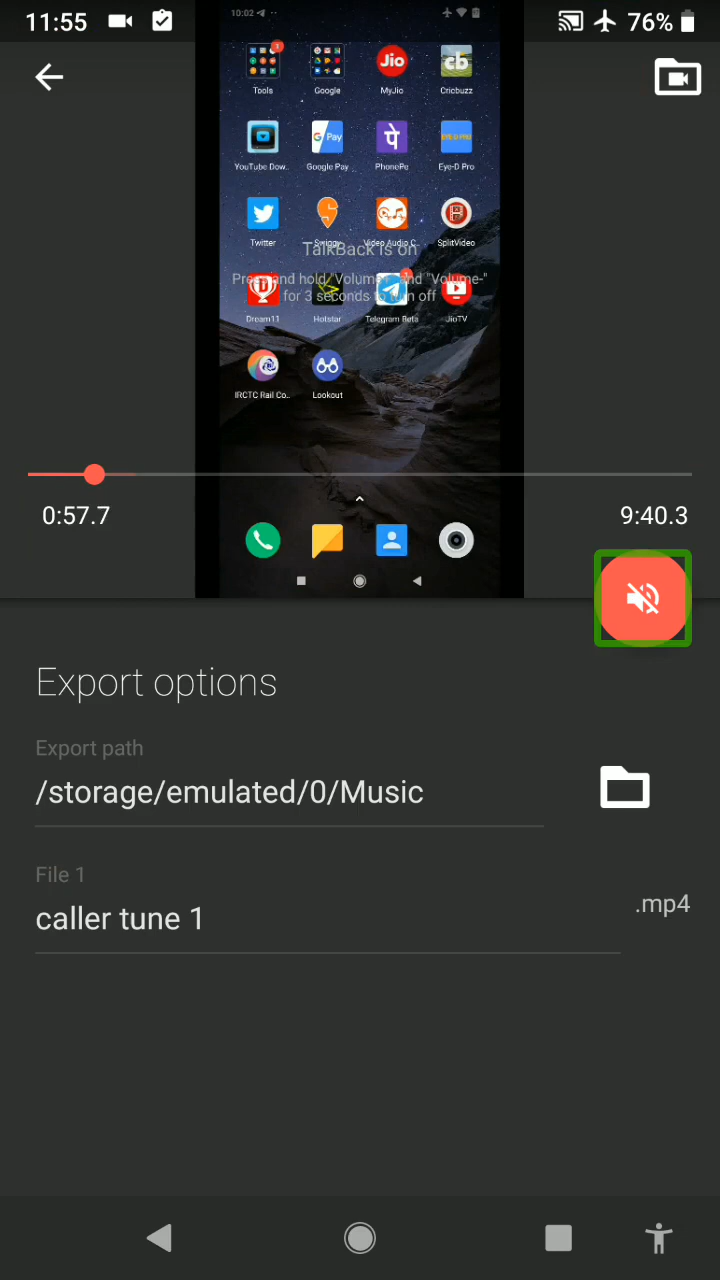 11:55
76%
10:02
Tools
Google
MyJio
Cricbuzz
YouTube Dow..
Google Pay
PhonePe
Eye-D Pro
Twitter
Swiggy
Video Audio C..
SplitVideo
TalkBack is on
Press and hold "Volume+" and "Volume-"
for 3 seconds to turn off
Dream11
Hotstar
Telegram Beta
JioTV
IRCTC Rail Co..
Lookout
0:57.7
9:40.3
Export options
Export path
/storage/emulated/0/Music
File 1
caller tune 1
.mp4